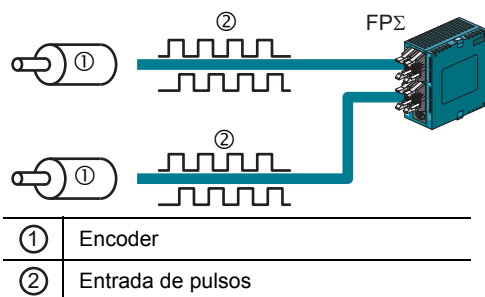 ② FPΣ
①
②
①
① Encoder
② Entrada de pulsos